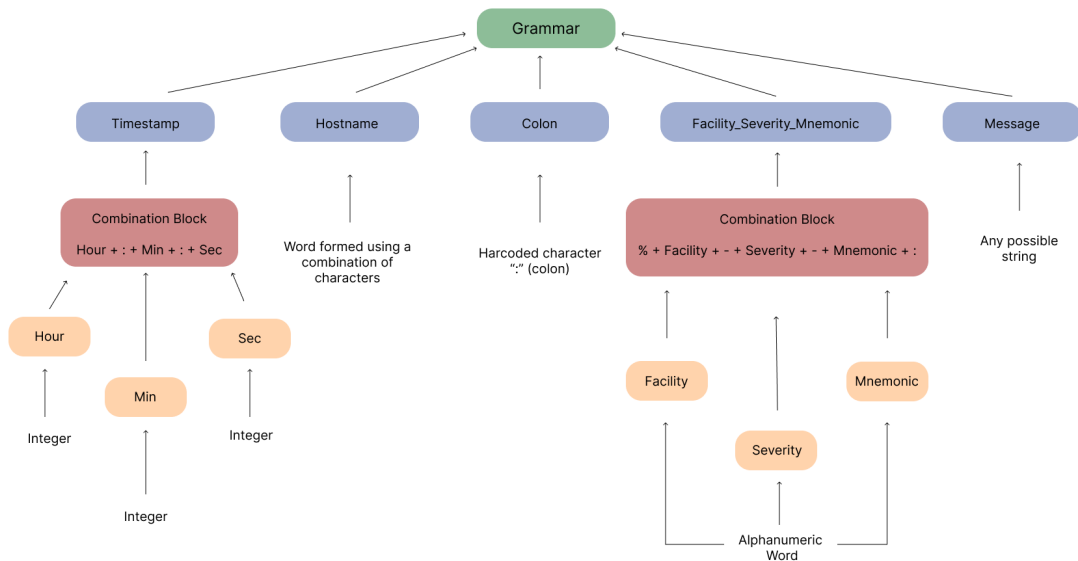 Grammar
Timestamp
Hostname
Colon
Facility_Severity_Mnemonic
Message
Combination Block
Hour + : + Min + : + Sec
Word formed using a
combination of
characters
Harcoded character
“:” (colon)
Combination Block
% + Facility + - + Severity + - + Mnemonic + :
Any possible
string
Hour
Sec
Min
Facility
Mnemonic
Severity
Integer
Integer
Integer
Alphanumeric
Word